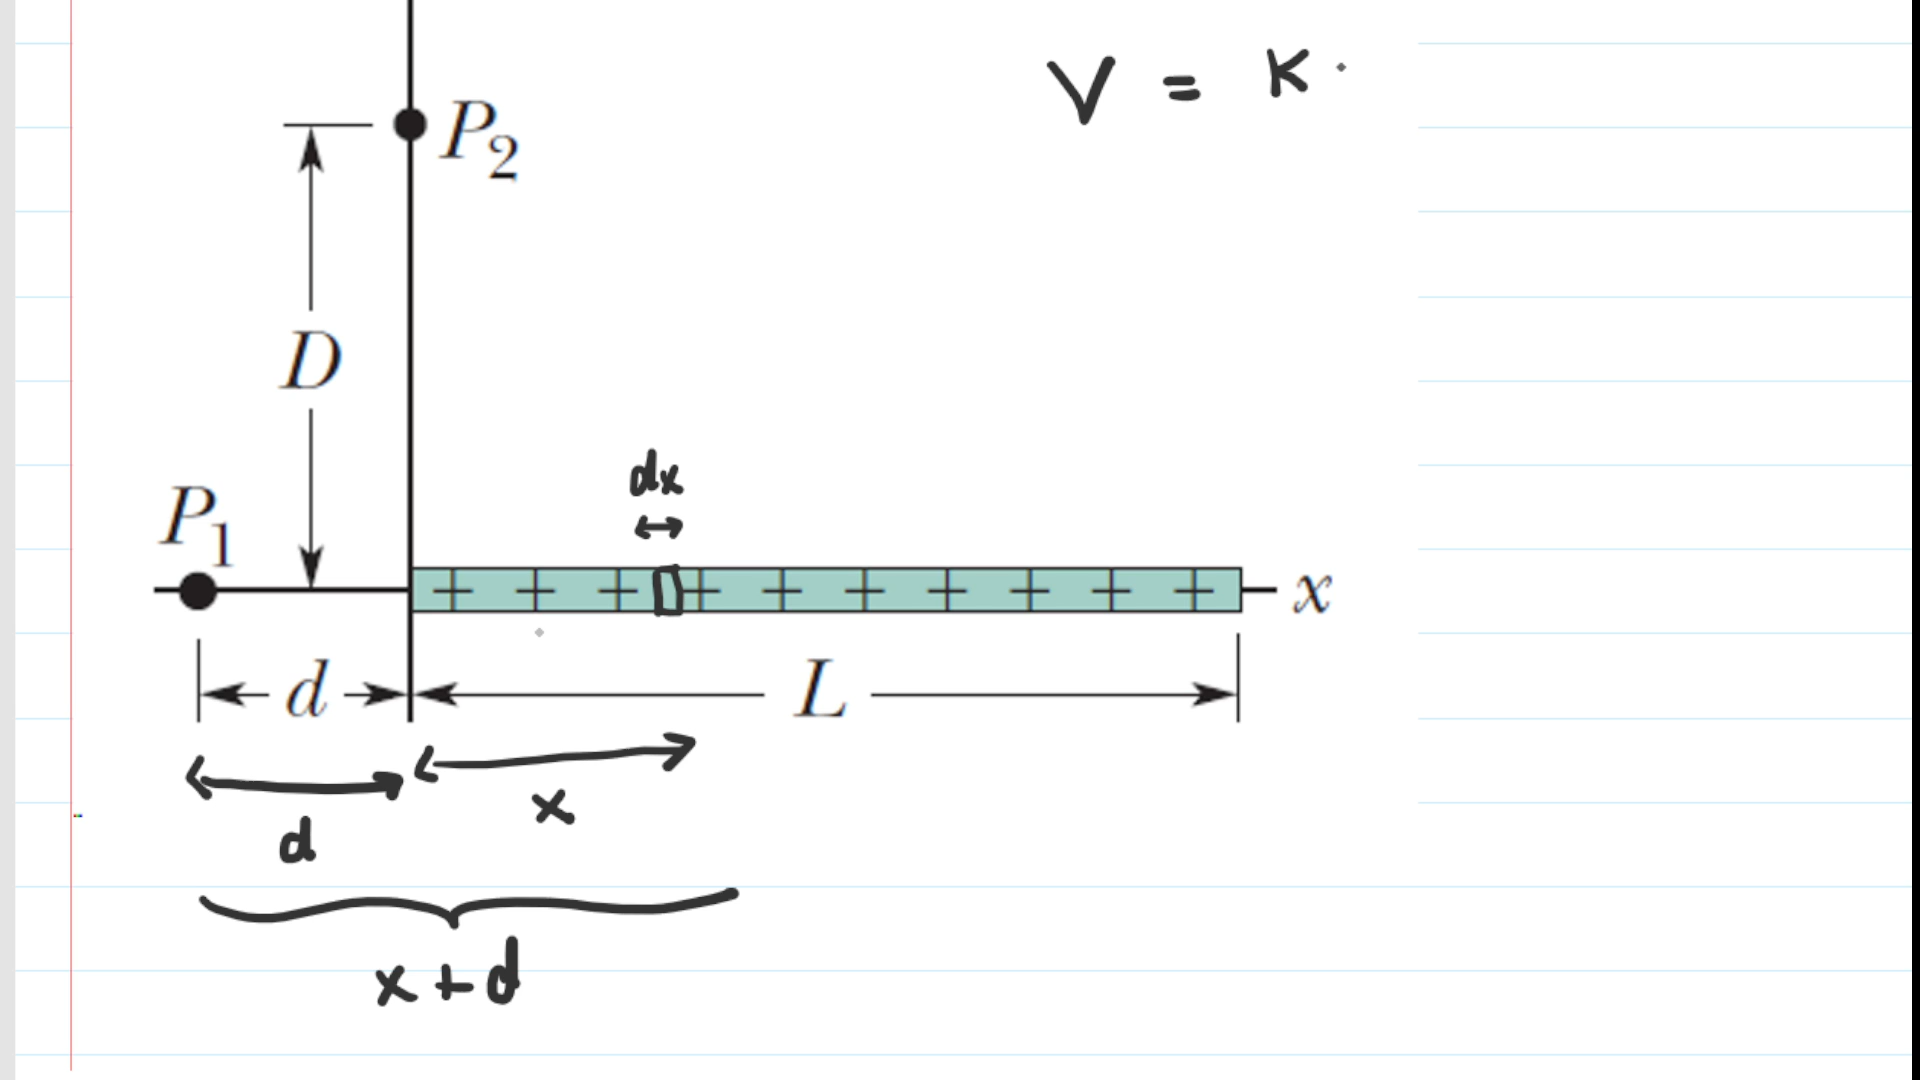 V = K ·
P2
D
dx
P1
+ + + + + + + + + +
x
d
L
d
x
x + d